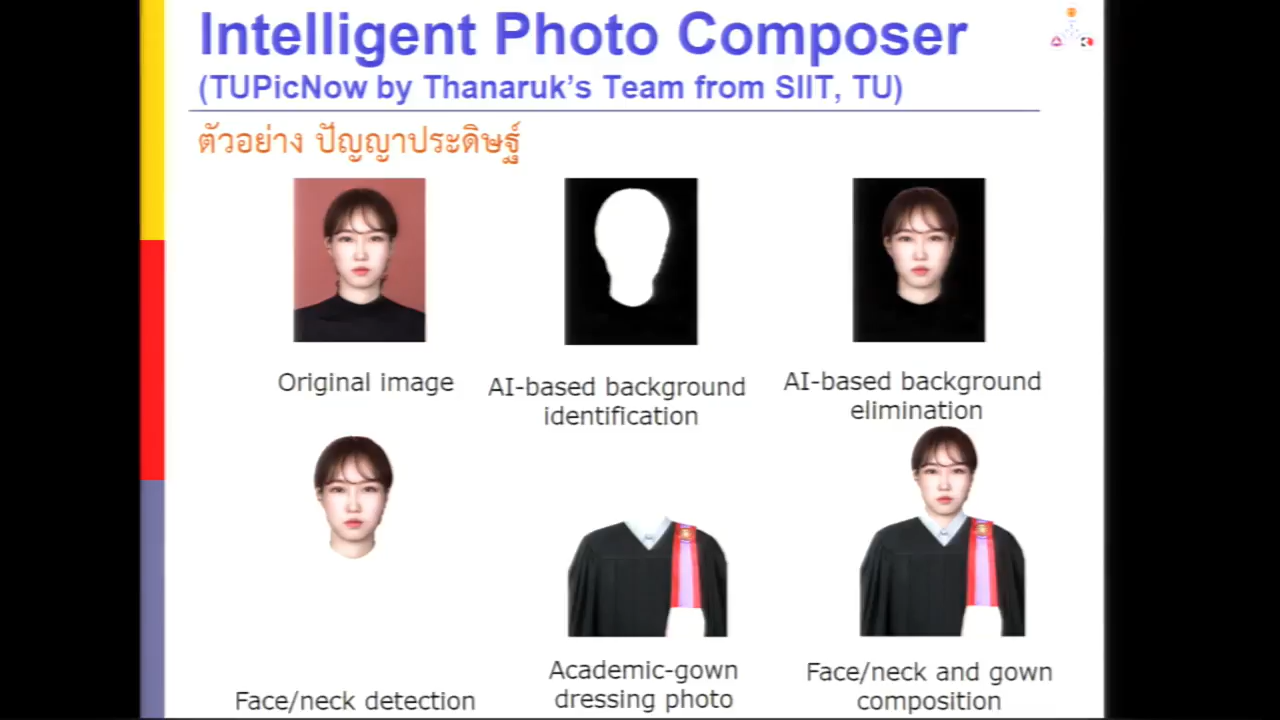 Intelligent Photo Composer
(TUPicNow by Thanaruk's Team from SIIT, TU)
ตัวอย่าง ปัญญาประดิษฐ์
Original image
AI-based background
identification
AI-based background
elimination
Face/neck detection
Academic-gown
dressing photo
Face/neck and gown
composition